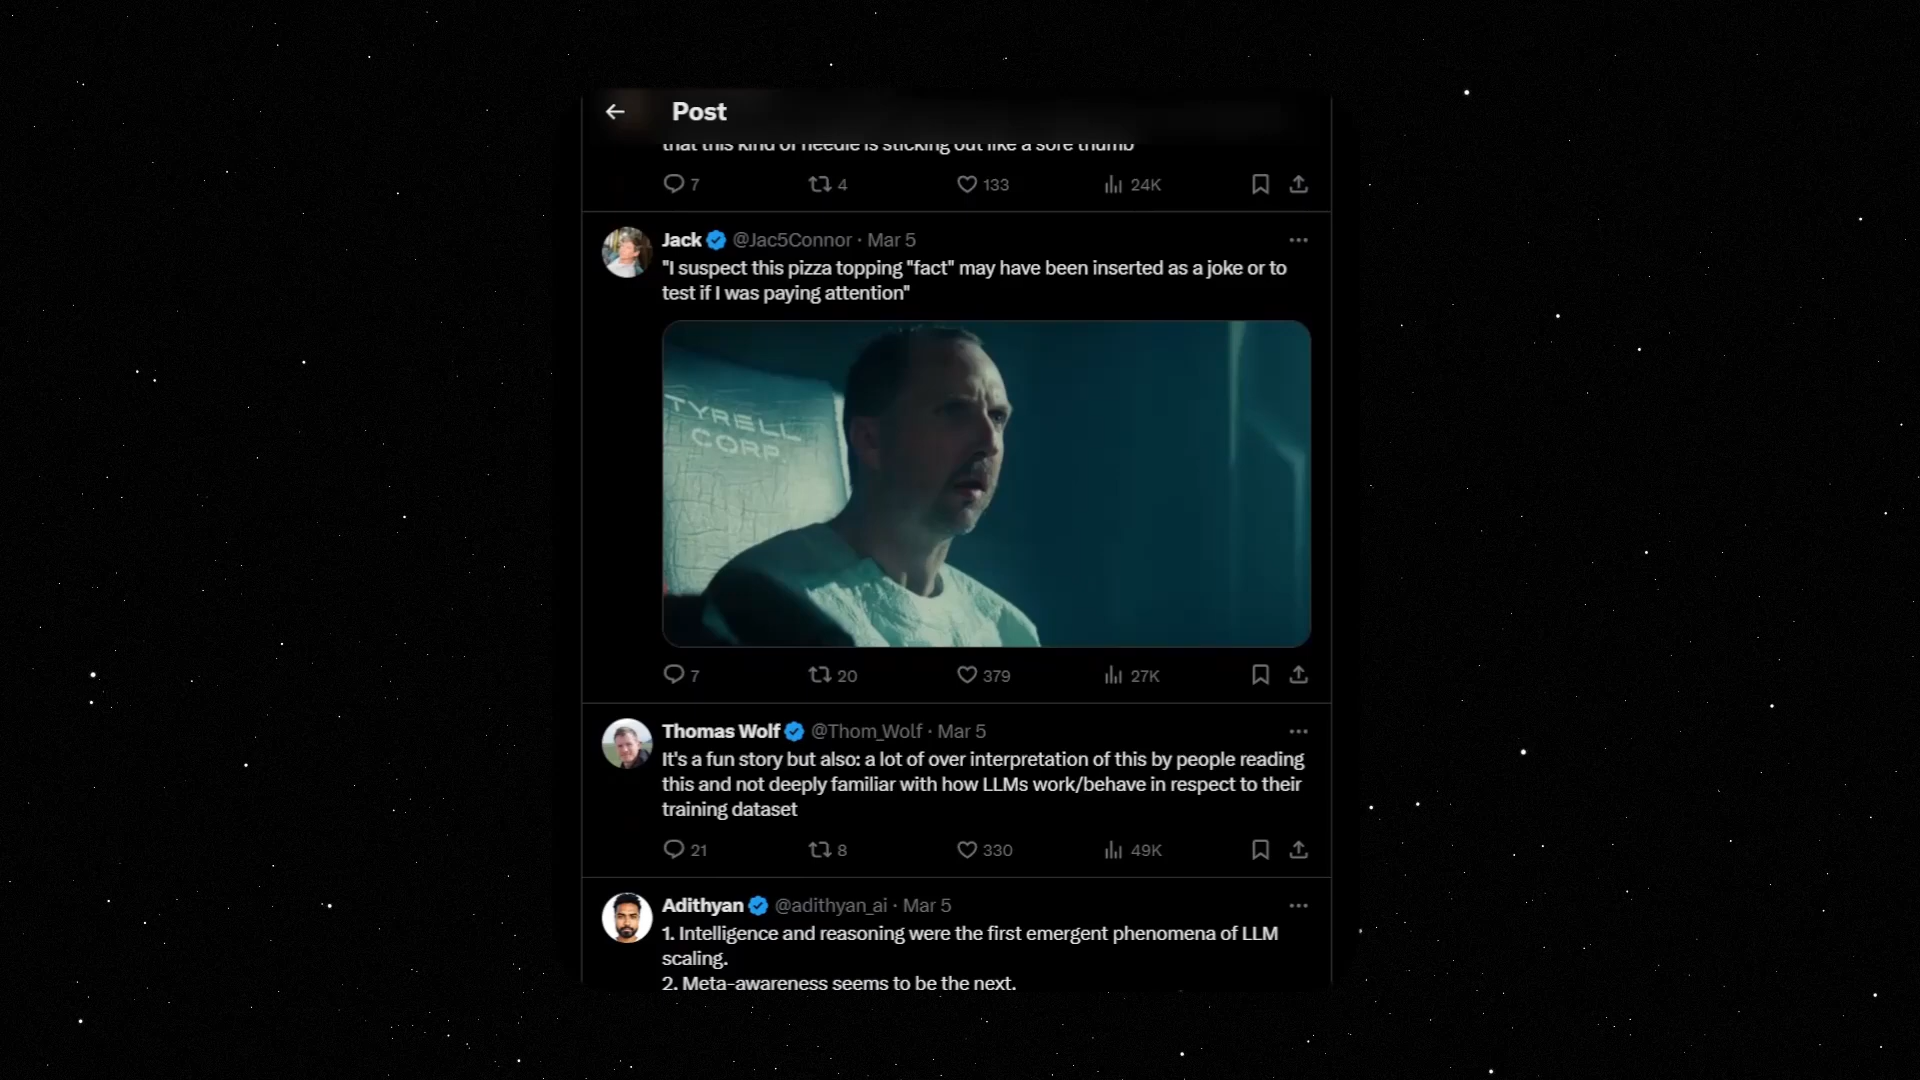 Post
that this kind of needle is sticking out like a sore thumb
7 4 133 24K
Jack @Jac5Connor · Mar 5
"I suspect this pizza topping "fact" may have been inserted as a joke or to
test if I was paying attention"
TYRELL
CORP.
7 20 379 27K
Thomas Wolf @Thom_Wolf · Mar 5
It's a fun story but also: a lot of over interpretation of this by people reading
this and not deeply familiar with how LLMs work/behave in respect to their
training dataset
21 8 330 49K
Adithyan @adithyan_ai · Mar 5
1. Intelligence and reasoning were the first emergent phenomena of LLM
scaling.
2. Meta-awareness seems to be the next.